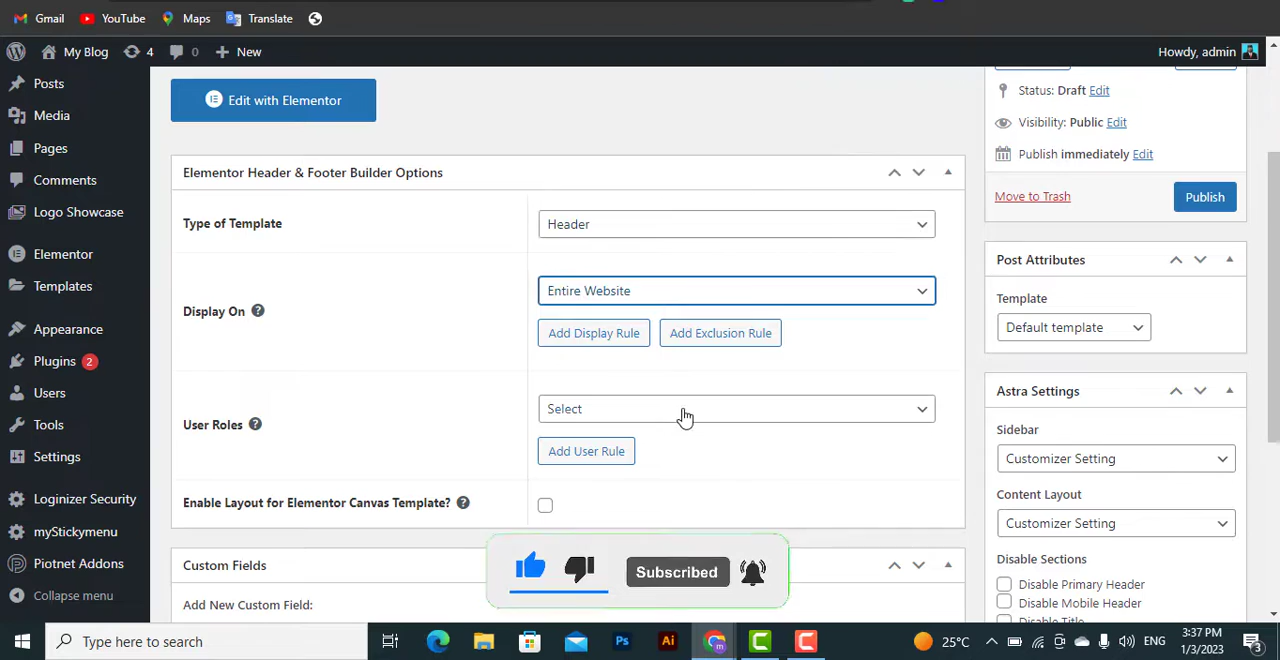 Gmail YouTube Maps Translate
My Blog 4 0 New Howdy, admin
Posts
Media
Pages
Comments
Logo Showcase
Elementor
Templates
Appearance
Plugins 2
Users
Tools
Settings
Loginizer Security
myStickymenu
Piotnet Addons
Collapse menu
Edit with Elementor
Elementor Header & Footer Builder Options
Type of Template Header
Display On Entire Website
Add Display Rule Add Exclusion Rule
User Roles Select
Add User Rule
Enable Layout for Elementor Canvas Template?
Custom Fields
Add New Custom Field:
Subscribed
Status: Draft Edit
Visibility: Public Edit
Publish immediately Edit
Move to Trash Publish
Post Attributes
Template
Default template
Astra Settings
Sidebar
Customizer Setting
Content Layout
Customizer Setting
Disable Sections
Disable Primary Header
Disable Mobile Header
Disable Title
Type here to search Ps Ai 25°C ENG 3:37 PM
1/3/2023 3